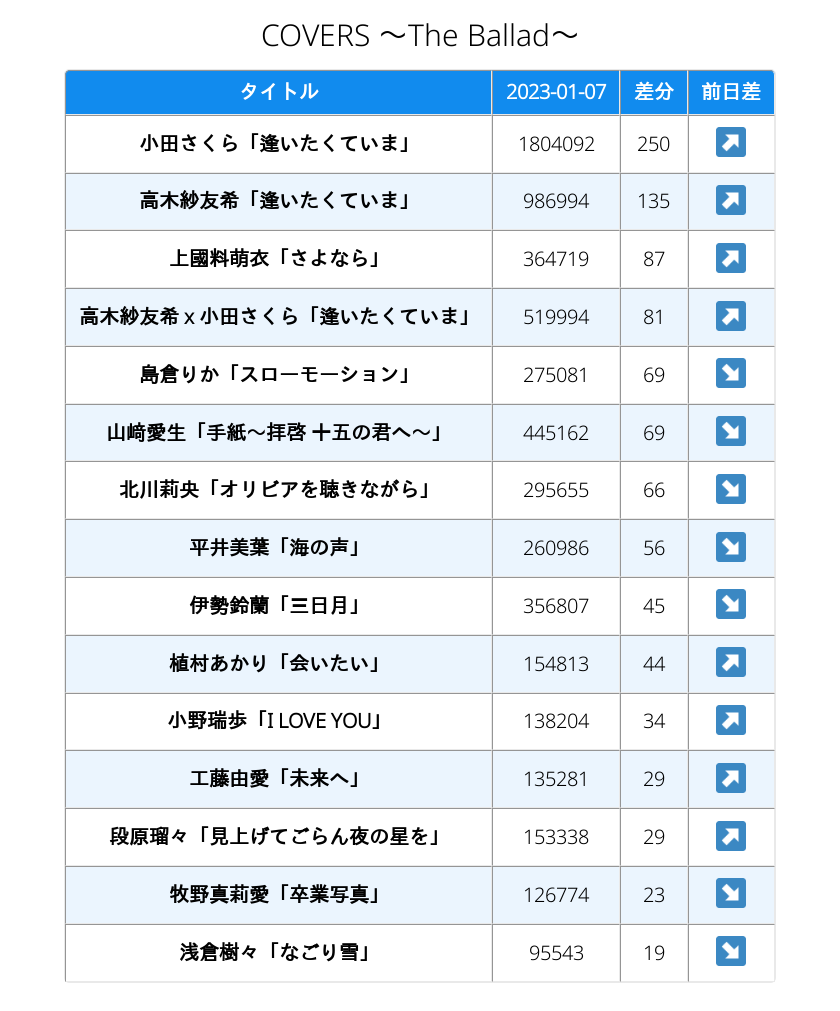 COVERS ～The Ballad～
タイトル 2023-01-07 差分 前日差
小田さくら「逢いたくていま」 1804092 250 ↗
高木紗友希「逢いたくていま」 986994 135 ↗
上國料萌衣「さよなら」 364719 87 ↗
高木紗友希 x 小田さくら「逢いたくていま」 519994 81 ↗
島倉りか「スローモーション」 275081 69 ↘
山﨑愛生「手紙～拝啓 十五の君へ～」 445162 69 ↘
北川莉央「オリビアを聴きながら」 295655 66 ↘
平井美葉「海の声」 260986 56 ↘
伊勢鈴蘭「三日月」 356807 45 ↘
植村あかり「会いたい」 154813 44 ↗
小野瑞歩「I LOVE YOU」 138204 34 ↗
工藤由愛「未来へ」 135281 29 ↗
段原瑠々「見上げてごらん夜の星を」 153338 29 ↗
牧野真莉愛「卒業写真」 126774 23 ↘
浅倉樹々「なごり雪」 95543 19 ↘